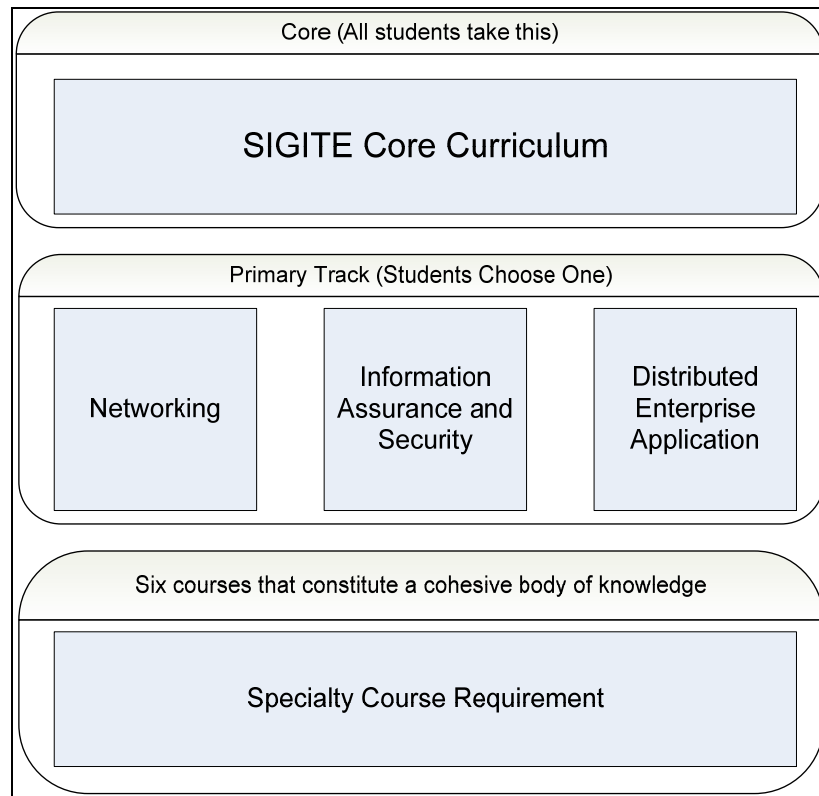 Core (All students take this)
SIGITE Core Curriculum
Primary Track (Students Choose One)
Networking
Information
Assurance and
Security
Distributed
Enterprise
Application
Six courses that constitute a cohesive body of knowledge
Specialty Course Requirement